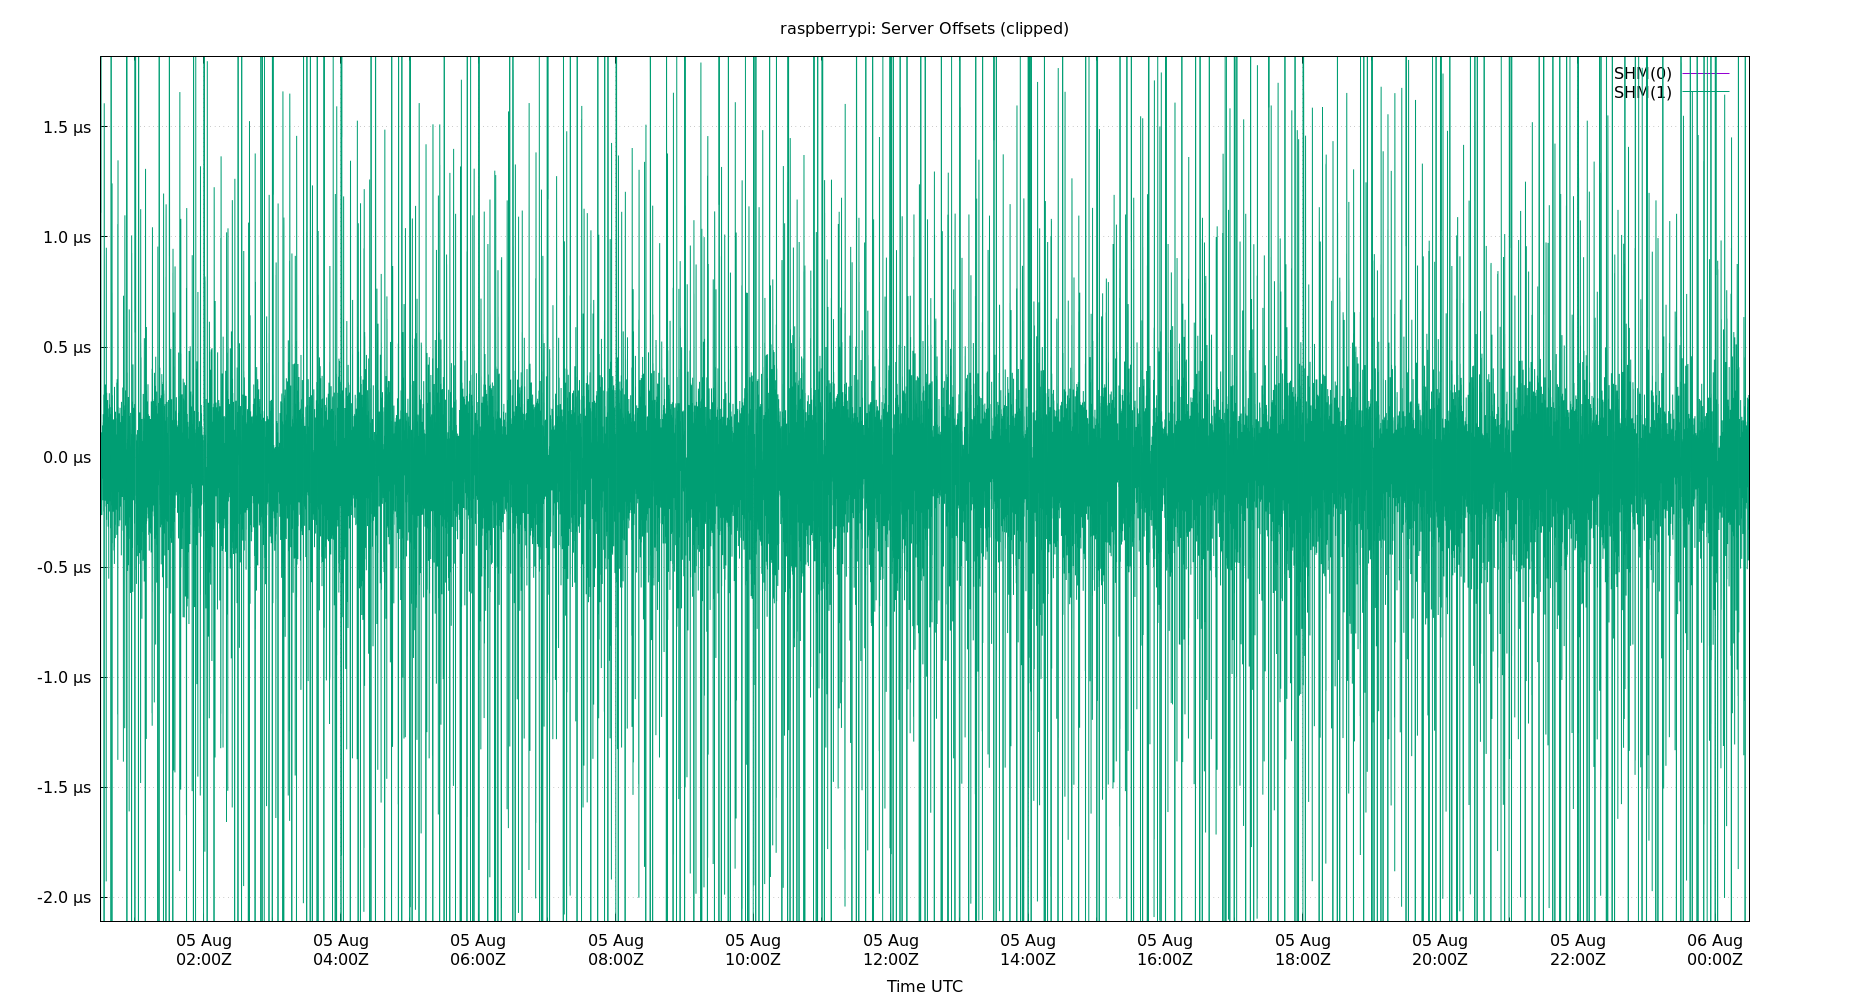 raspberrypi: Server Offsets (clipped)
SHM(0)
SHM(1)
1.5 µs
1.0 µs
0.5 µs
0.0 µs
-0.5 µs
-1.0 µs
-1.5 µs
-2.0 µs
05 Aug 05 Aug 05 Aug 05 Aug 05 Aug 05 Aug 05 Aug 05 Aug 05 Aug 05 Aug 05 Aug 06 Aug
02:00Z 04:00Z 06:00Z 08:00Z 10:00Z 12:00Z 14:00Z 16:00Z 18:00Z 20:00Z 22:00Z 00:00Z
Time UTC